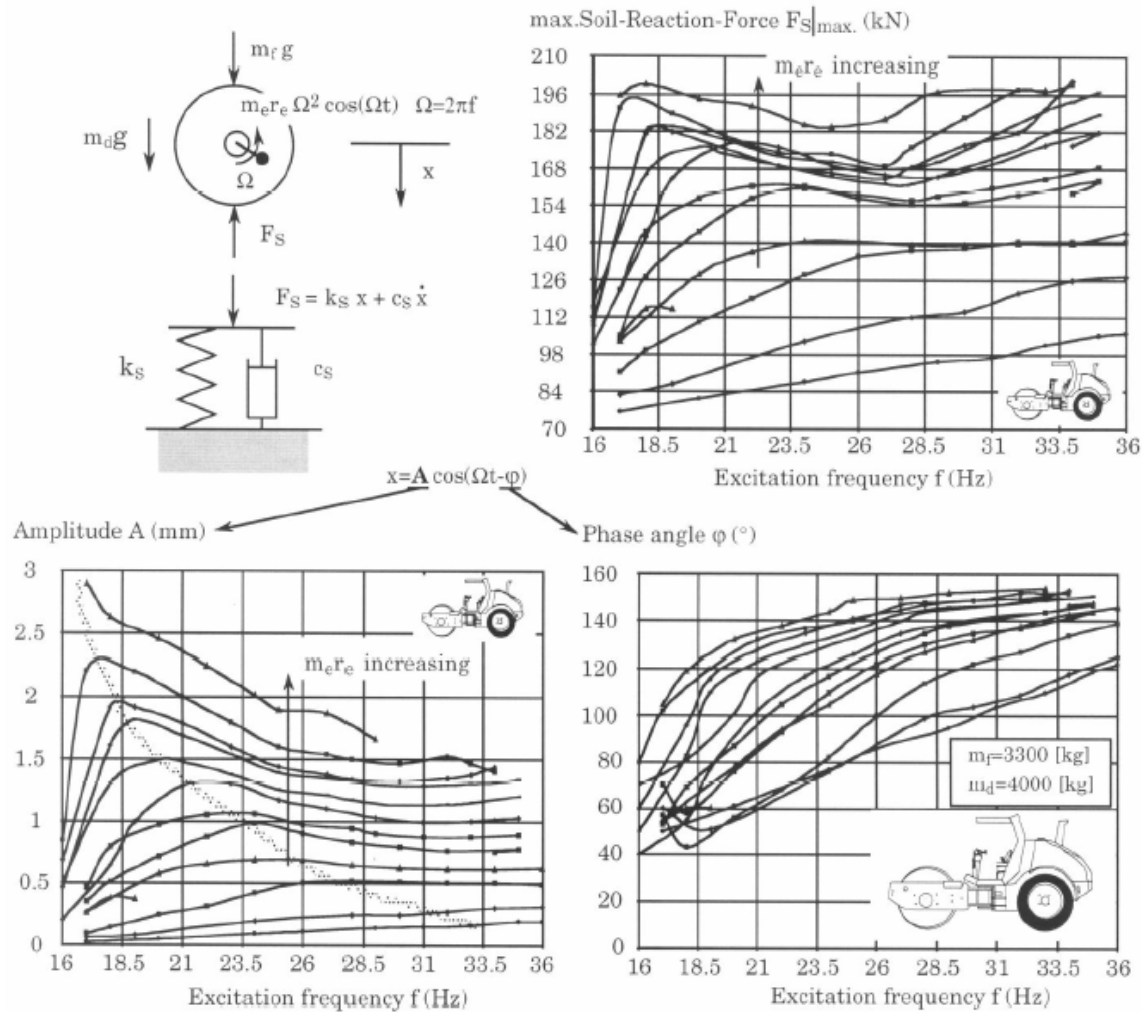 max.Soil-Reaction-Force F_S|max. (kN)
m_f g
m_e r_e Ω² cos(Ωt) Ω=2πf
m_d g
Ω
x
F_S
F_S = k_S x + c_S ẋ
k_S
c_S
210
196
182
168
154
140
126
112
98
84
70
m_e r_e increasing
16 18.5 21 23.5 26 28.5 31 33.5 36
Excitation frequency f (Hz)
x=A cos(Ωt-φ)
Amplitude A (mm)
3
2.5
2
1.5
1
0.5
0
m_e r_e increasing
16 18.5 21 23.5 26 28.5 31 33.5 36
Excitation frequency f (Hz)
Phase angle φ (°)
160
140
120
100
80
60
40
20
0
m_f=3300 [kg]
m_d=4000 [kg]
16 18.5 21 23.5 26 28.5 31 33.5 36
Excitation frequency f (Hz)